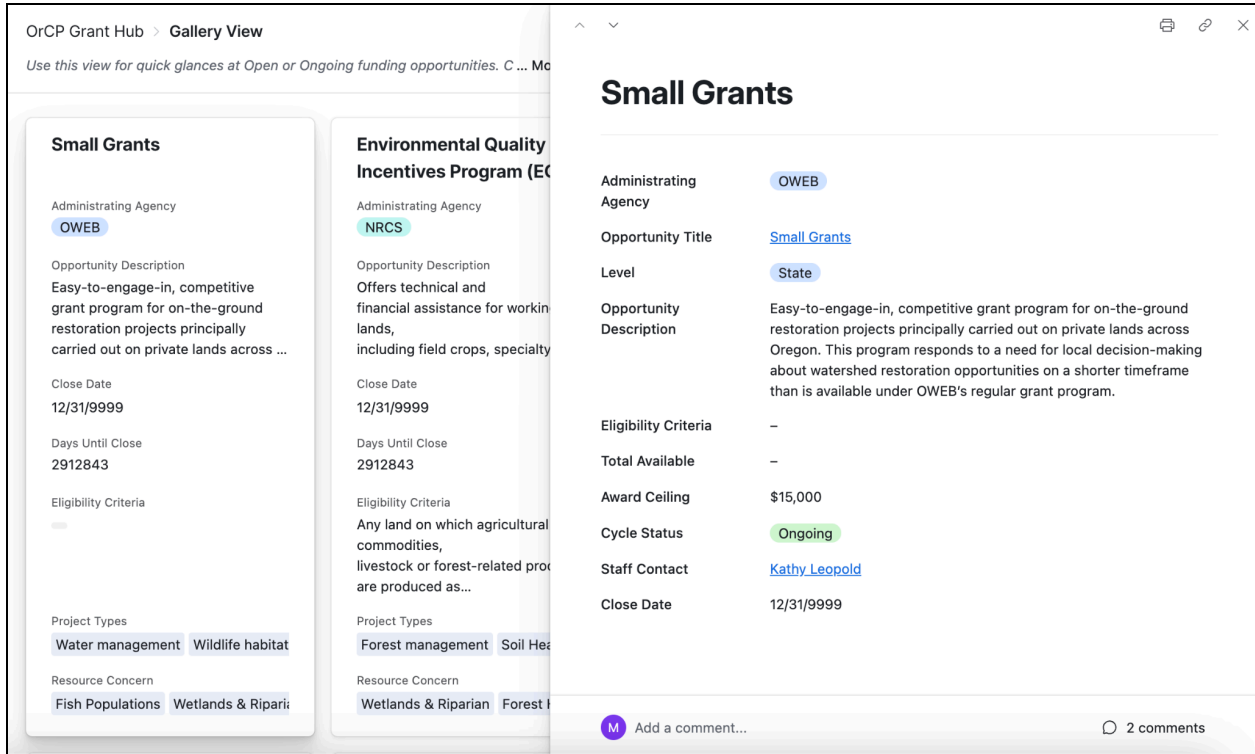 OrCP Grant Hub > Gallery View
Use this view for quick glances at Open or Ongoing funding opportunities. C ... Mo
Small Grants
Administrating Agency
OWEB
Opportunity Description
Easy-to-engage-in, competitive
grant program for on-the-ground
restoration projects principally
carried out on private lands across ...
Close Date
12/31/9999
Days Until Close
2912843
Eligibility Criteria
Project Types
Water management Wildlife habitat
Resource Concern
Fish Populations Wetlands & Riparia
Environmental Quality
Incentives Program (EQ
Administrating Agency
NRCS
Opportunity Description
Offers technical and
financial assistance for workin
lands,
including field crops, specialty
Close Date
12/31/9999
Days Until Close
2912843
Eligibility Criteria
Any land on which agricultural
commodities,
livestock or forest-related prod
are produced as...
Project Types
Forest management Soil Hea
Resource Concern
Wetlands & Riparian Forest H
Small Grants
Administrating
Agency
OWEB
Opportunity Title
Small Grants
Level
State
Opportunity
Description
Easy-to-engage-in, competitive grant program for on-the-ground
restoration projects principally carried out on private lands across
Oregon. This program responds to a need for local decision-making
about watershed restoration opportunities on a shorter timeframe
than is available under OWEB's regular grant program.
Eligibility Criteria
–
Total Available
–
Award Ceiling
$15,000
Cycle Status
Ongoing
Staff Contact
Kathy Leopold
Close Date
12/31/9999
M Add a comment...
2 comments